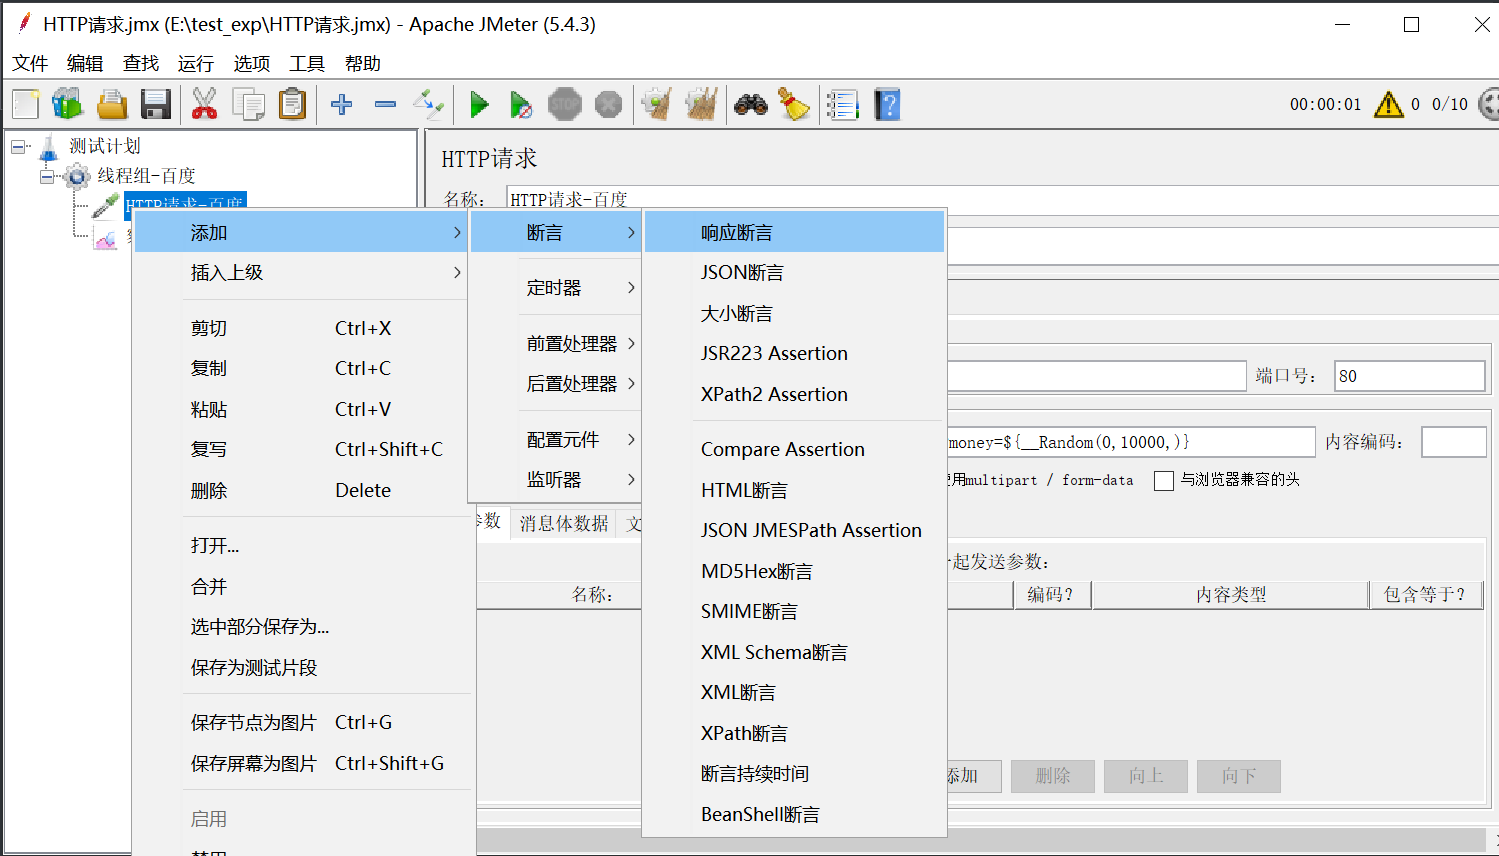 HTTP请求.jmx (E:\test_exp\HTTP请求.jmx) - Apache JMeter (5.4.3)
文件 编辑 查找 运行 选项 工具 帮助
STOP
00:00:01 0 0/10
测试计划
线程组-百度
HTTP请求-百度
HTTP请求
名称： HTTP请求-百度
添加
插入上级
剪切 Ctrl+X
复制 Ctrl+C
粘贴 Ctrl+V
复写 Ctrl+Shift+C
删除 Delete
打开...
合并
选中部分保存为...
保存为测试片段
保存节点为图片 Ctrl+G
保存屏幕为图片 Ctrl+Shift+G
启用
断言
定时器
前置处理器
后置处理器
配置元件
监听器
响应断言
JSON断言
大小断言
JSR223 Assertion
XPath2 Assertion
Compare Assertion
HTML断言
JSON JMESPath Assertion
MD5Hex断言
SMIME断言
XML Schema断言
XML断言
XPath断言
断言持续时间
BeanShell断言
端口号： 80
money=${__Random(0,10000,)} 内容编码：
用multipart / form-data 与浏览器兼容的头
参数 消息体数据 文
起发送参数：
名称： 编码？ 内容类型 包含等于？
添加 删除 向上 向下